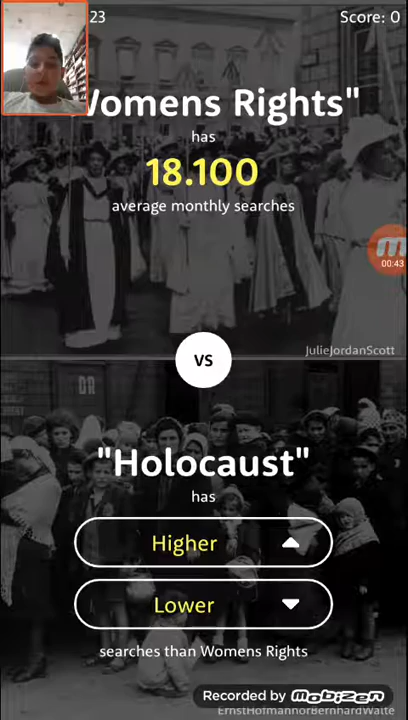 23
Score: 0
Womens Rights"
has
18.100
average monthly searches
00:43
JulieJordanScott
VS
"Holocaust"
has
Higher
Lower
searches than Womens Rights
Recorded by mobizen
ErnstHofmannorBernhardWalte